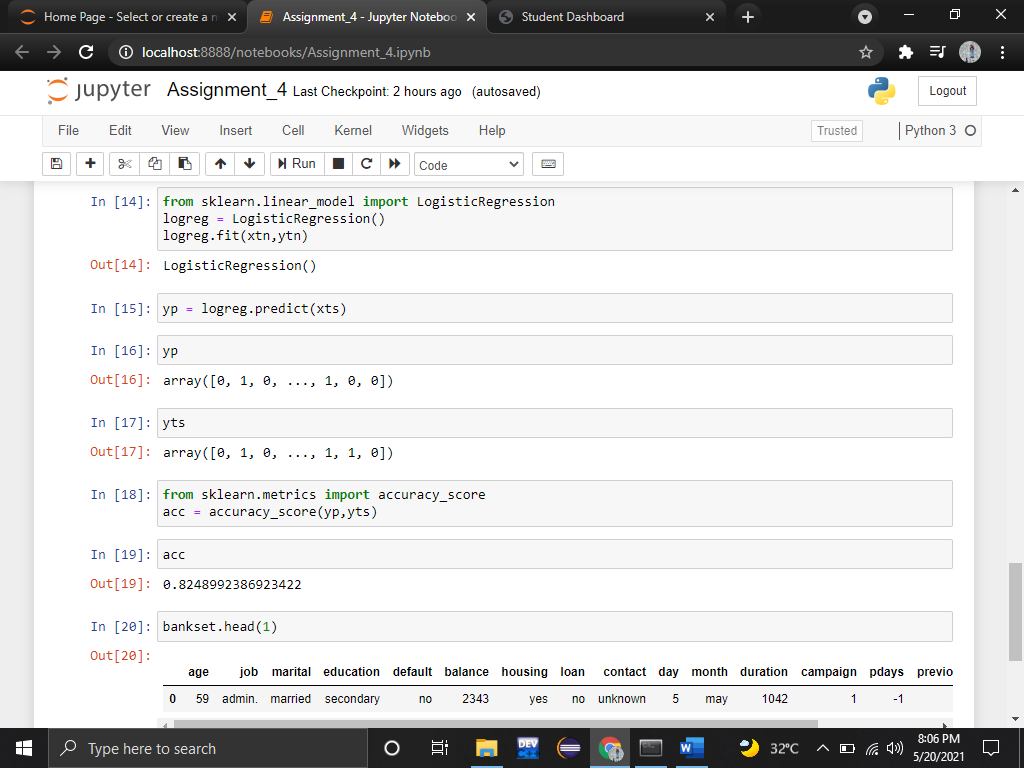 Home Page - Select or create a n
Assignment_4 - Jupyter Noteboo
Student Dashboard
localhost:8888/notebooks/Assignment_4.ipynb
jupyter Assignment_4 Last Checkpoint: 2 hours ago (autosaved)
Logout
File Edit View Insert Cell Kernel Widgets Help
Trusted
Python 3
Run
Code
In [14]: from sklearn.linear_model import LogisticRegression
logreg = LogisticRegression()
logreg.fit(xtn,ytn)
Out[14]: LogisticRegression()
In [15]: yp = logreg.predict(xts)
In [16]: yp
Out[16]: array([0, 1, 0, ..., 1, 0, 0])
In [17]: yts
Out[17]: array([0, 1, 0, ..., 1, 1, 0])
In [18]: from sklearn.metrics import accuracy_score
acc = accuracy_score(yp,yts)
In [19]: acc
Out[19]: 0.8248992386923422
In [20]: bankset.head(1)
Out[20]:
age job marital education default balance housing loan contact day month duration campaign pdays previo
0 59 admin. married secondary no 2343 yes no unknown 5 may 1042 1 -1
Type here to search
DEV
32°C
8:06 PM
5/20/2021